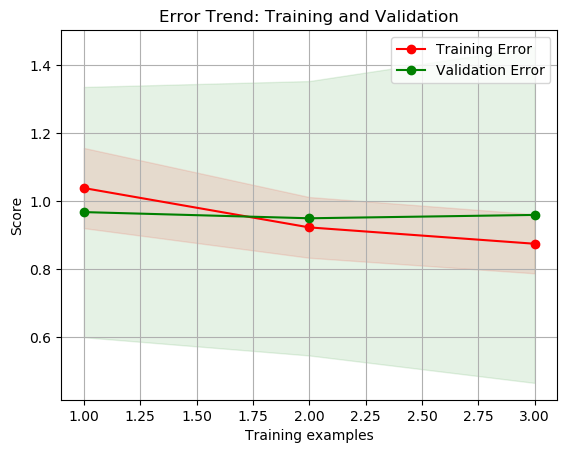 Error Trend: Training and Validation
Training Error
Validation Error
Score
1.4
1.2
1.0
0.8
0.6
1.00 1.25 1.50 1.75 2.00 2.25 2.50 2.75 3.00
Training examples